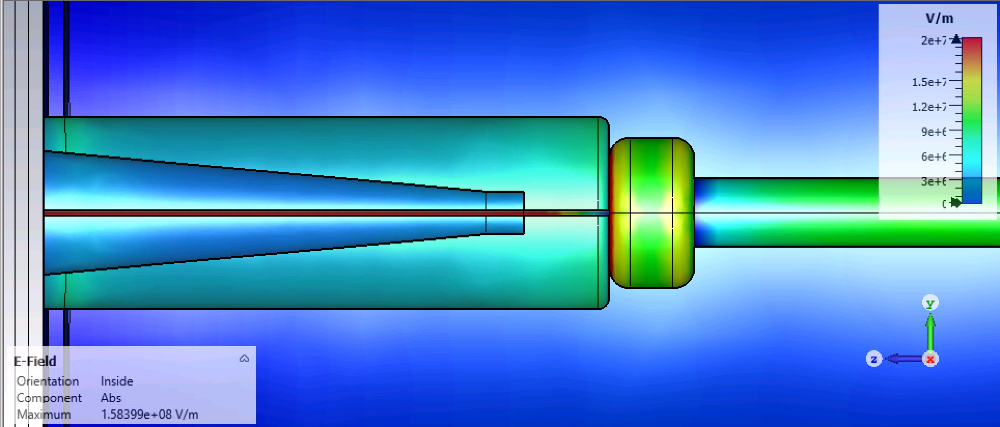 V/m
2e+7
1.5e+7
1.2e+7
9e+6
6e+6
3e+6
0
y
z
x
E-Field
Orientation Inside
Component Abs
Maximum 1.58399e+08 V/m